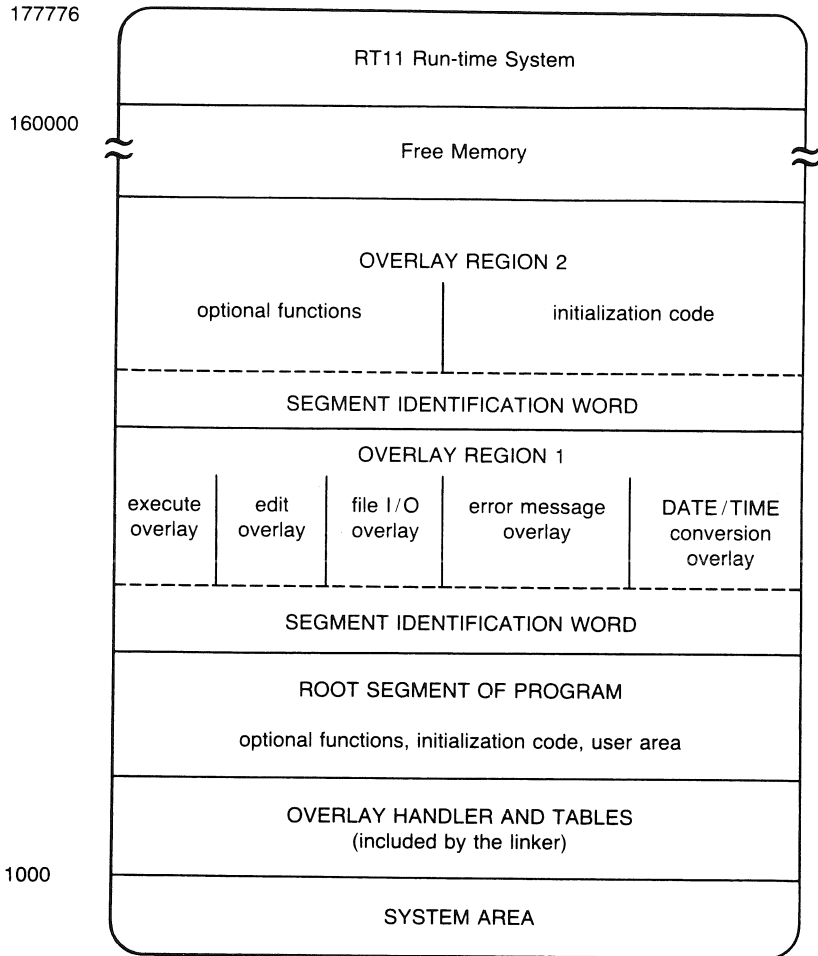 177776
RT11 Run-time System
160000
Free Memory
OVERLAY REGION 2
optional functions
initialization code
SEGMENT IDENTIFICATION WORD
OVERLAY REGION 1
execute
overlay
edit
overlay
file I/O
overlay
error message
overlay
DATE/TIME
conversion
overlay
SEGMENT IDENTIFICATION WORD
ROOT SEGMENT OF PROGRAM
optional functions, initialization code, user area
OVERLAY HANDLER AND TABLES
(included by the linker)
1000
SYSTEM AREA